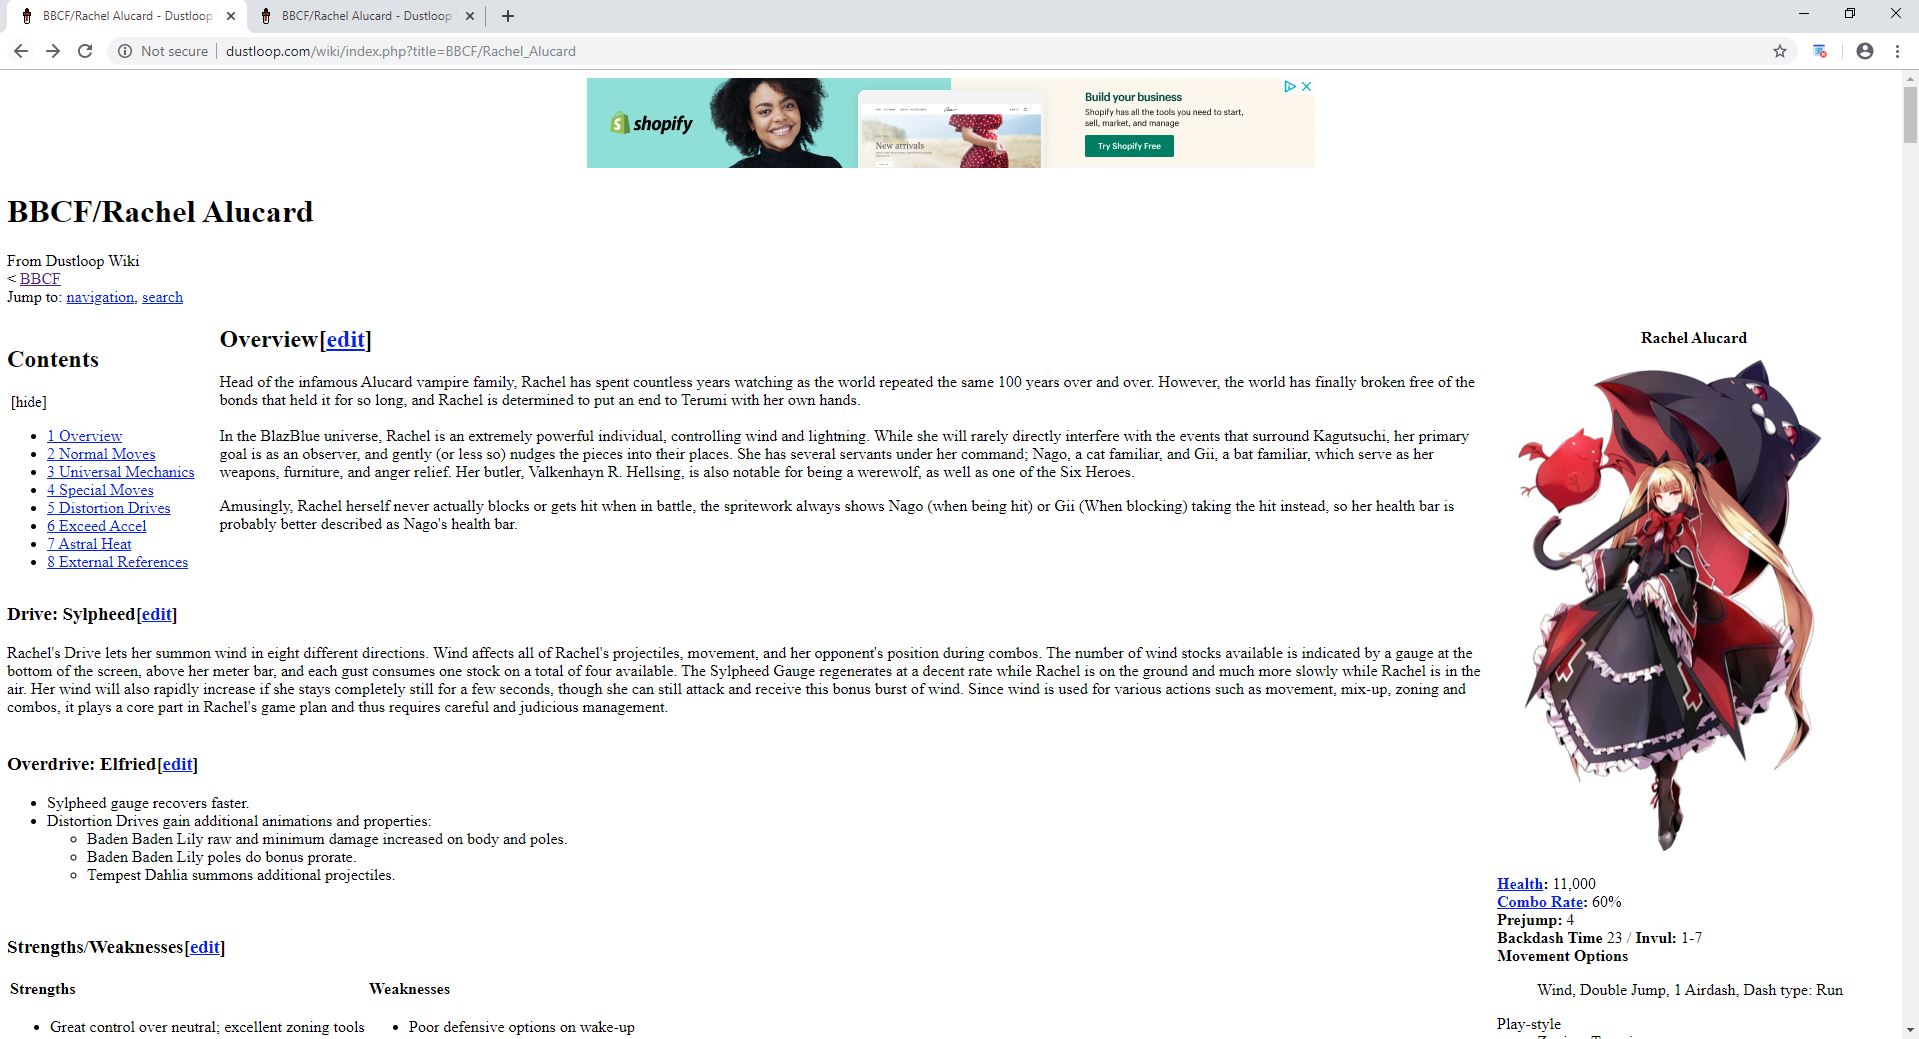 BBCF/Rachel Alucard - Dustloop
BBCF/Rachel Alucard - Dustloop
Not secure
dustloop.com/wiki/index.php?title=BBCF/Rachel_Alucard
shopify
New arrivals
Build your business
Shopify has all the tools you need to start,
sell, market, and manage
Try Shopify Free
BBCF/Rachel Alucard
From Dustloop Wiki
< BBCF
Jump to: navigation, search
Contents
[hide]
• 1 Overview
• 2 Normal Moves
• 3 Universal Mechanics
• 4 Special Moves
• 5 Distortion Drives
• 6 Exceed Accel
• 7 Astral Heat
• 8 External References
Overview[edit]
Head of the infamous Alucard vampire family, Rachel has spent countless years watching as the world repeated the same 100 years over and over. However, the world has finally broken free of the
bonds that held it for so long, and Rachel is determined to put an end to Terumi with her own hands.
In the BlazBlue universe, Rachel is an extremely powerful individual, controlling wind and lightning. While she will rarely directly interfere with the events that surround Kagutsuchi, her primary
goal is as an observer, and gently (or less so) nudges the pieces into their places. She has several servants under her command; Nago, a cat familiar, and Gii, a bat familiar, which serve as her
weapons, furniture, and anger relief. Her butler, Valkenhayn R. Hellsing, is also notable for being a werewolf, as well as one of the Six Heroes.
Amusingly, Rachel herself never actually blocks or gets hit when in battle, the spritework always shows Nago (when being hit) or Gii (When blocking) taking the hit instead, so her health bar is
probably better described as Nago's health bar.
Drive: Sylpheed[edit]
Rachel's Drive lets her summon wind in eight different directions. Wind affects all of Rachel's projectiles, movement, and her opponent's position during combos. The number of wind stocks available is indicated by a gauge at the
bottom of the screen, above her meter bar, and each gust consumes one stock on a total of four available. The Sylpheed Gauge regenerates at a decent rate while Rachel is on the ground and much more slowly while Rachel is in the
air. Her wind will also rapidly increase if she stays completely still for a few seconds, though she can still attack and receive this bonus burst of wind. Since wind is used for various actions such as movement, mix-up, zoning and
combos, it plays a core part in Rachel's game plan and thus requires careful and judicious management.
Overdrive: Elfried[edit]
• Sylpheed gauge recovers faster.
• Distortion Drives gain additional animations and properties:
◦ Baden Baden Lily raw and minimum damage increased on body and poles.
◦ Baden Baden Lily poles do bonus prorate.
◦ Tempest Dahlia summons additional projectiles.
Strengths/Weaknesses[edit]
Strengths
• Great control over neutral; excellent zoning tools
Weaknesses
• Poor defensive options on wake-up
Rachel Alucard
Health: 11,000
Combo Rate: 60%
Prejump: 4
Backdash Time 23 / Invul: 1-7
Movement Options
Wind, Double Jump, 1 Airdash, Dash type: Run
Play-style